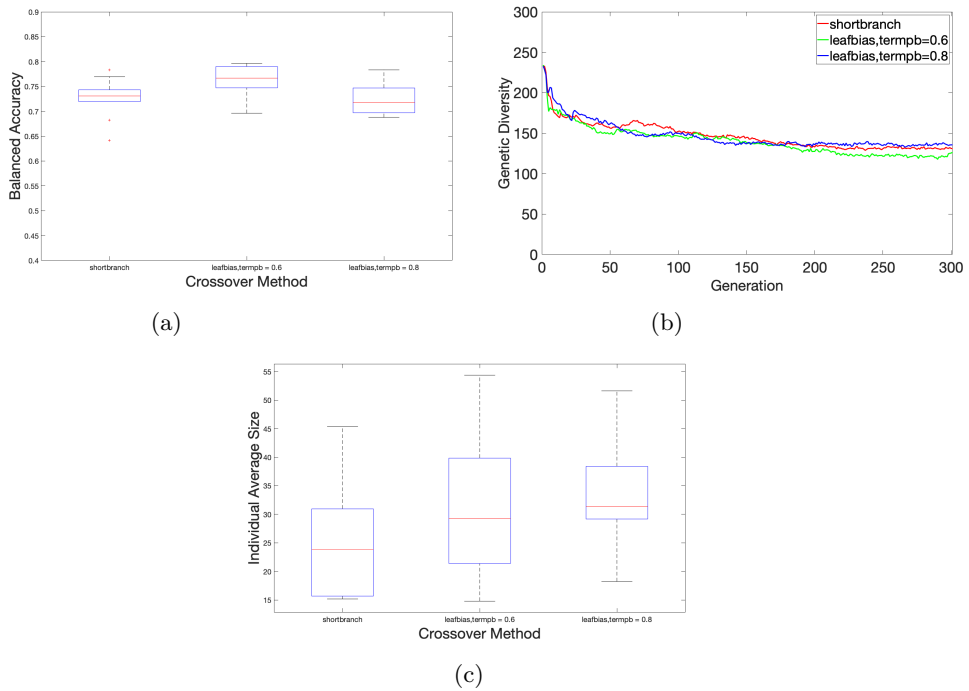 0.9
0.85
0.8
0.75
0.7
0.65
0.6
0.55
0.5
0.45
0.4
Balanced Accuracy
shortbranch
leafbias,termpb = 0.6
leafbias,termpb = 0.8
Crossover Method
(a)
300
250
200
150
100
50
0
Genetic Diversity
shortbranch
leafbias,termpb=0.6
leafbias,termpb=0.8
0 50 100 150 200 250 300
Generation
(b)
55
50
45
40
35
30
25
20
15
Individual Average Size
shortbranch
leafbias,termpb = 0.6
leafbias,termpb = 0.8
Crossover Method
(c)